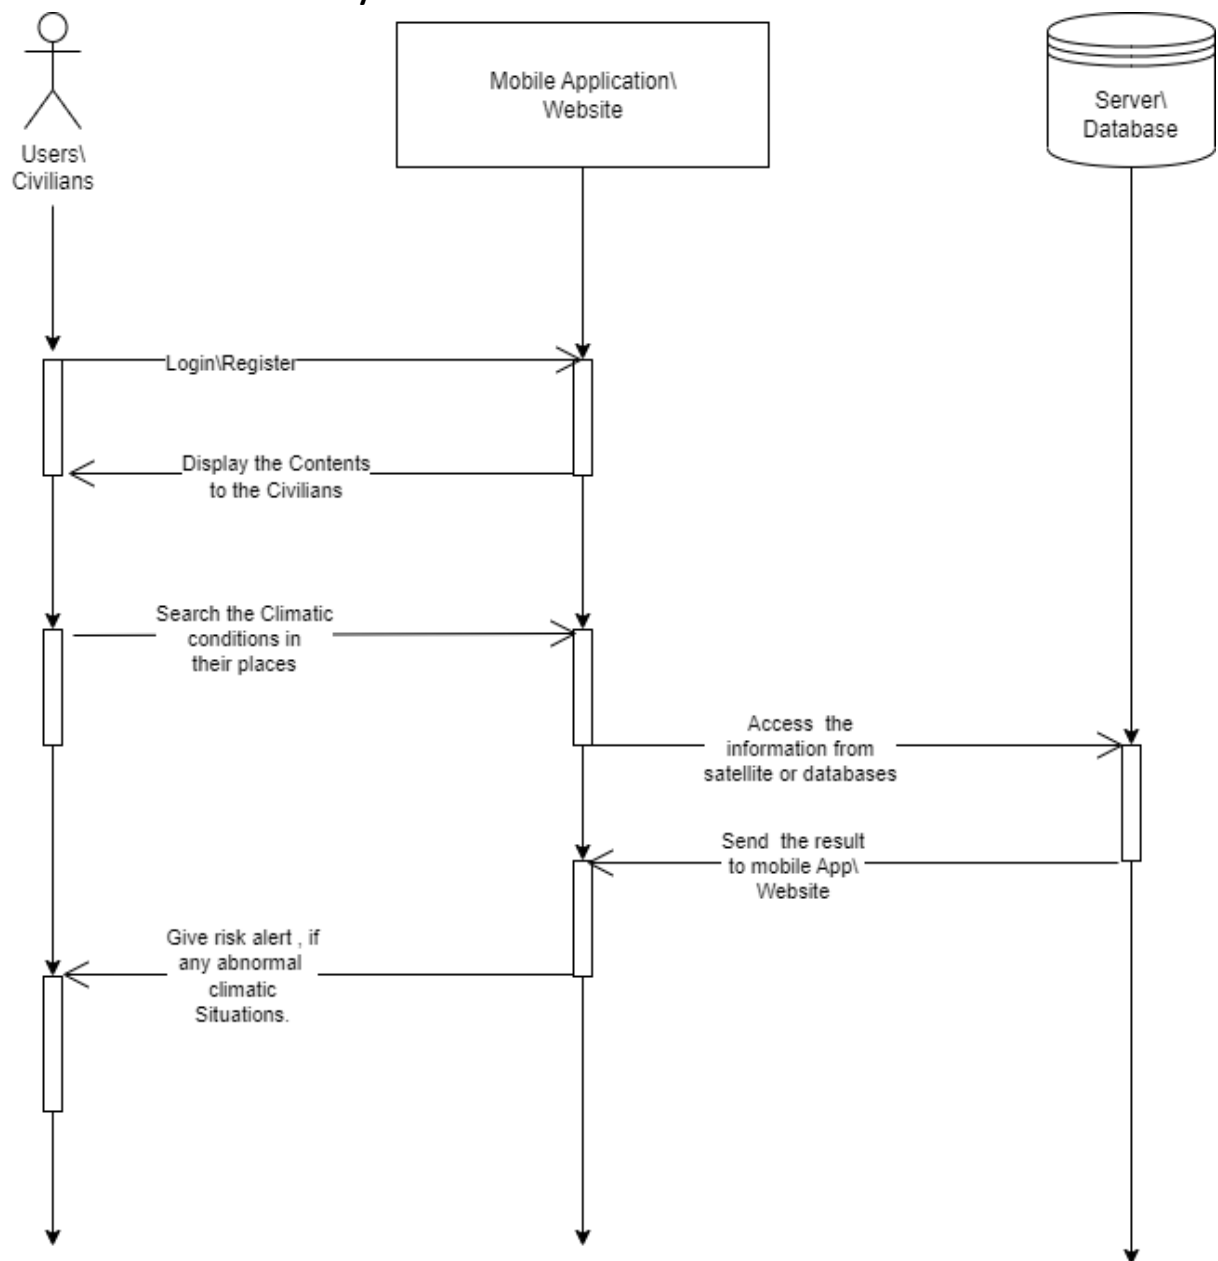 Users\
Civilians
Mobile Application\
Website
Server\
Database
Login\Register
Display the Contents
to the Civilians
Search the Climatic
conditions in
their places
Access the
information from
satellite or databases
Send the result
to mobile App\
Website
Give risk alert , if
any abnormal
climatic
Situations.